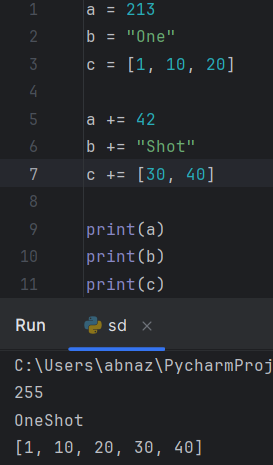 1 a = 213
2 b = "One"
3 c = [1, 10, 20]
4
5 a += 42
6 b += "Shot"
7 c += [30, 40]
8
9 print(a)
10 print(b)
11 print(c)
Run sd ×
C:\Users\abnaz\PycharmProj
255
OneShot
[1, 10, 20, 30, 40]